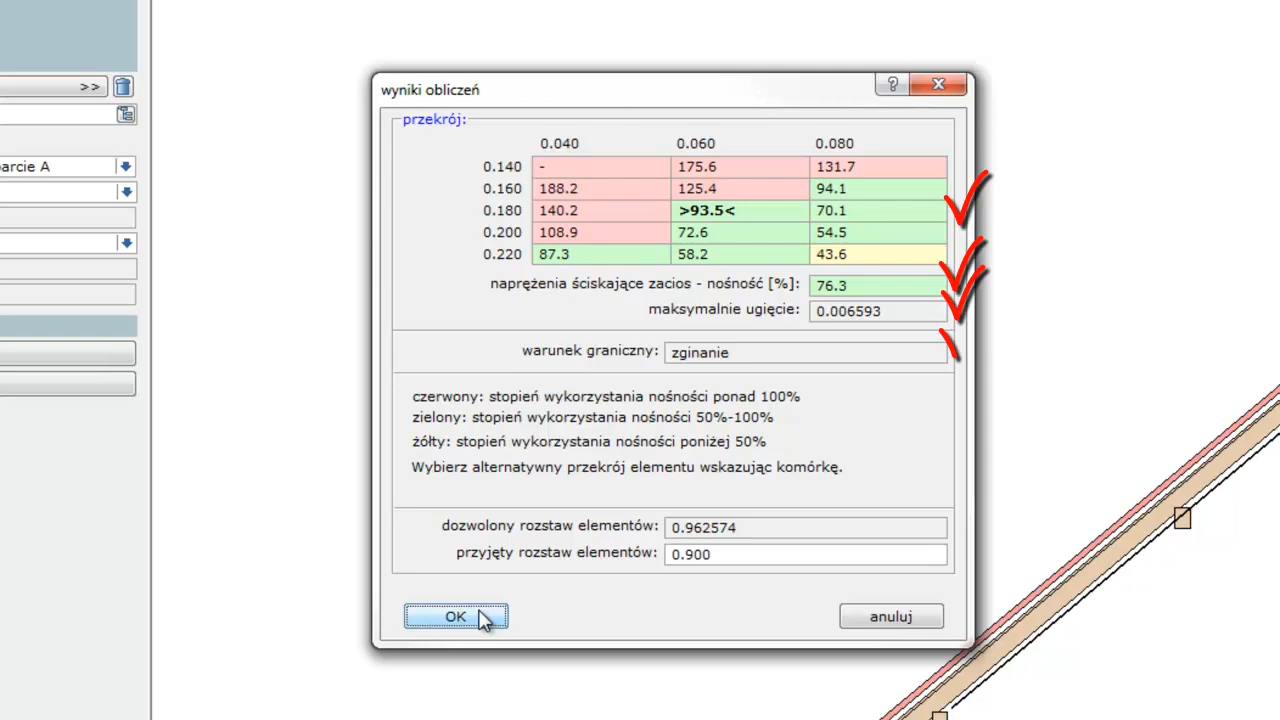 wyniki obliczeń
?
>>
arcie A
przekrój:
0.040 0.060 0.080
0.140 - 175.6 131.7
0.160 188.2 125.4 94.1
0.180 140.2 >93.5< 70.1
0.200 108.9 72.6 54.5
0.220 87.3 58.2 43.6
naprężenia ściskające zacios - nośność [%]: 76.3
maksymalnie ugięcie: 0.006593
warunek graniczny: zginanie
czerwony: stopień wykorzystania nośności ponad 100%
zielony: stopień wykorzystania nośności 50%-100%
żółty: stopień wykorzystania nośności poniżej 50%
Wybierz alternatywny przekrój elementu wskazując komórkę.
dozwolony rozstaw elementów: 0.962574
przyjęty rozstaw elementów: 0.900
OK anuluj